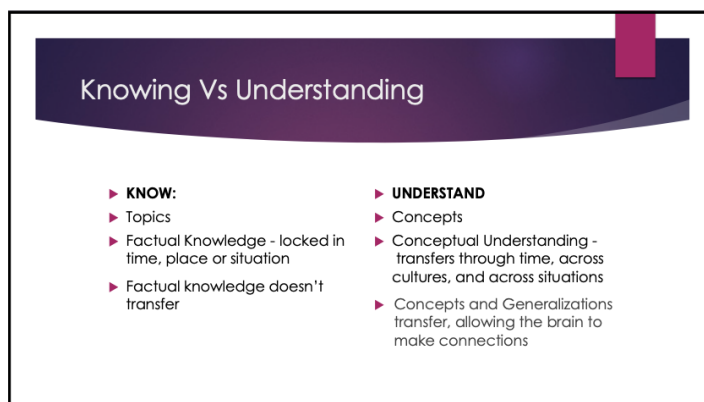 Knowing Vs Understanding
KNOW:
Topics
Factual Knowledge - locked in
time, place or situation
Factual knowledge doesn't
transfer
UNDERSTAND
Concepts
Conceptual Understanding -
transfers through time, across
cultures, and across situations
Concepts and Generalizations
transfer, allowing the brain to
make connections